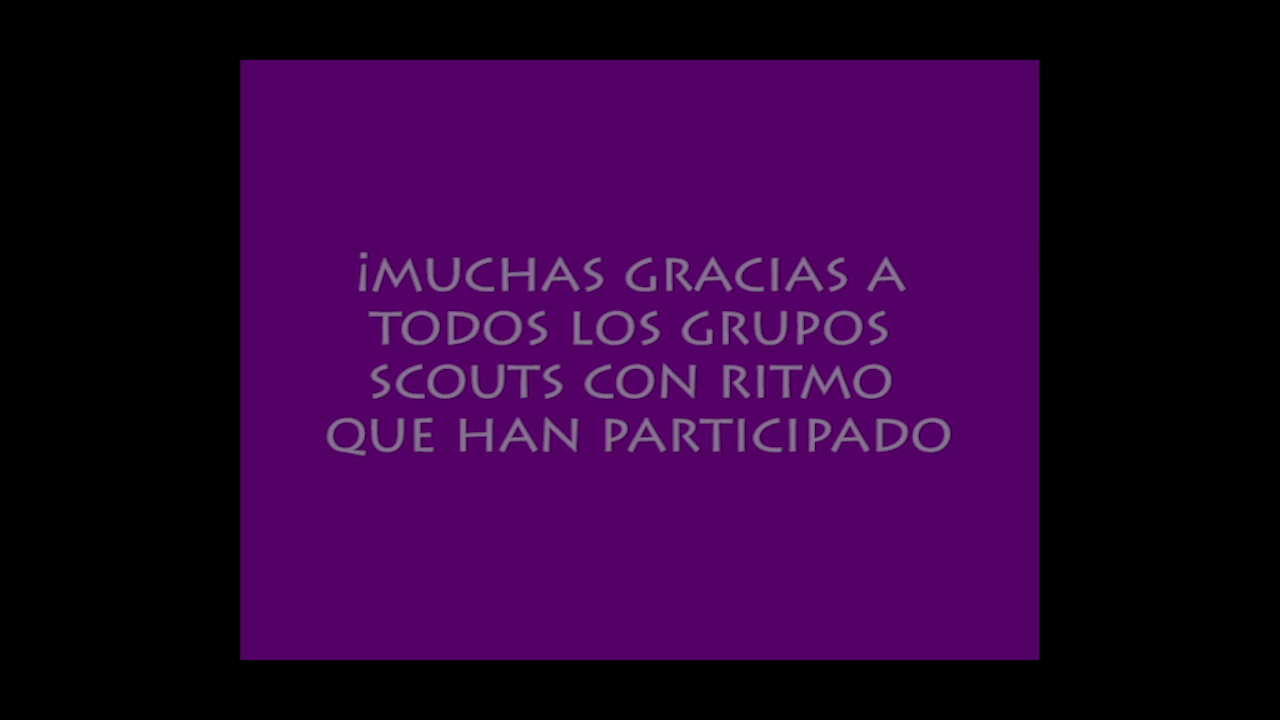 ¡MUCHAS GRACIAS A
TODOS LOS GRUPOS
SCOUTS CON RITMO
QUE HAN PARTICIPADO